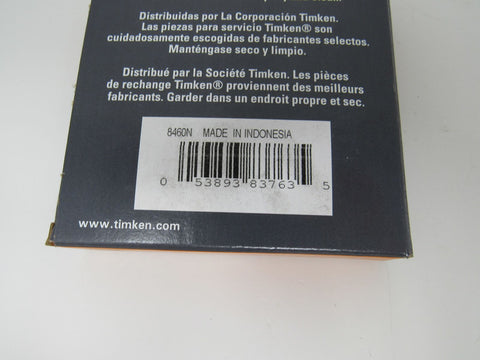 Distribuidas por La Corporación Timken.
Las piezas para servicio Timken® son
cuidadosamente escogidas de fabricantes selectos.
Manténgase seco y limpio.
Distribué par la Société Timken. Les pièces
de rechange Timken® proviennent des meilleurs
fabricants. Garder dans un endroit propre et sec.
8460N MADE IN INDONESIA
0 53893 83763 5
www.timken.com